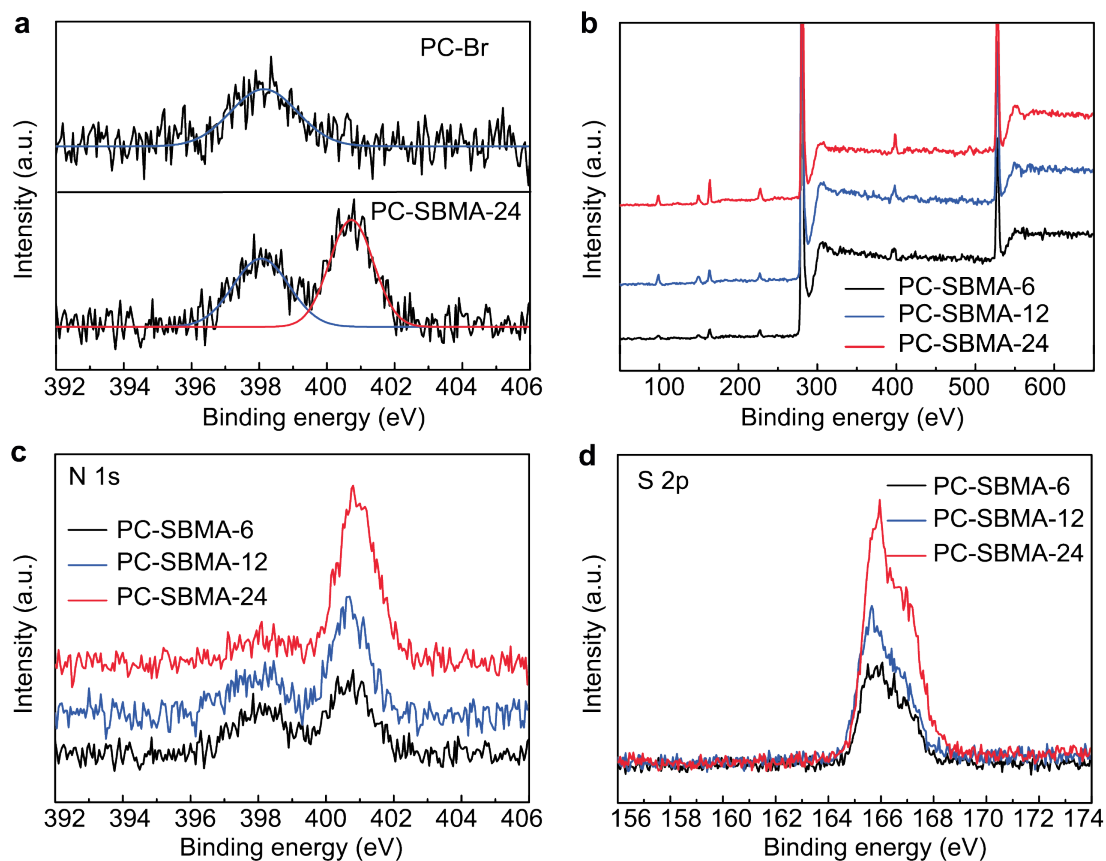 a
PC-Br
PC-SBMA-24
Intensity (a.u.)
392 394 396 398 400 402 404 406
Binding energy (eV)
b
PC-SBMA-6
PC-SBMA-12
PC-SBMA-24
Intensity (a.u.)
100 200 300 400 500 600
Binding energy (eV)
c
N 1s
PC-SBMA-6
PC-SBMA-12
PC-SBMA-24
Intensity (a.u.)
392 394 396 398 400 402 404 406
Binding energy (eV)
d
S 2p
PC-SBMA-6
PC-SBMA-12
PC-SBMA-24
Intensity (a.u.)
156 158 160 162 164 166 168 170 172 174
Binding energy (eV)